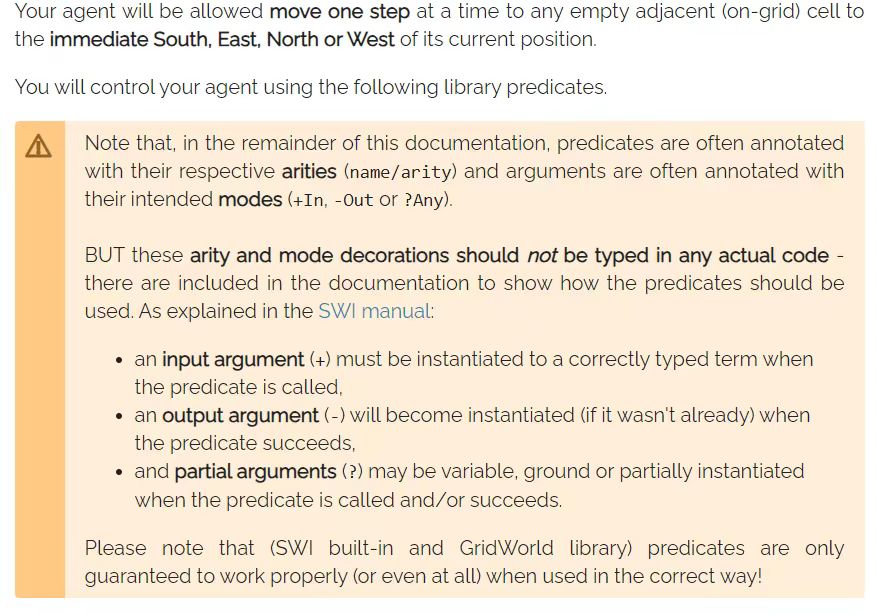 Your agent will be allowed move one step at a time to any empty adjacent (on-grid) cell to
the immediate South, East, North or West of its current position.
You will control your agent using the following library predicates.
Note that, in the remainder of this documentation, predicates are often annotated
with their respective arities (name/arity) and arguments are often annotated with
their intended modes (+In, -Out or ?Any).
BUT these arity and mode decorations should not be typed in any actual code -
there are included in the documentation to show how the predicates should be
used. As explained in the SWI manual:
• an input argument (+) must be instantiated to a correctly typed term when
the predicate is called,
• an output argument (-) will become instantiated (if it wasn't already) when
the predicate succeeds,
• and partial arguments (?) may be variable, ground or partially instantiated
when the predicate is called and/or succeeds.
Please note that (SWI built-in and GridWorld library) predicates are only
guaranteed to work properly (or even at all) when used in the correct way!